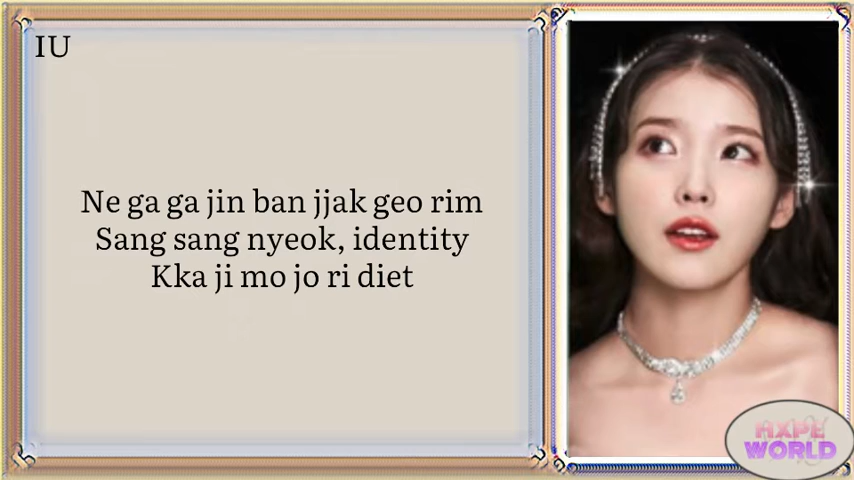 IU
Ne ga ga jin ban jjak geo rim
Sang sang nyeok, identity
Kka ji mo jo ri diet
HXPE
WORLD